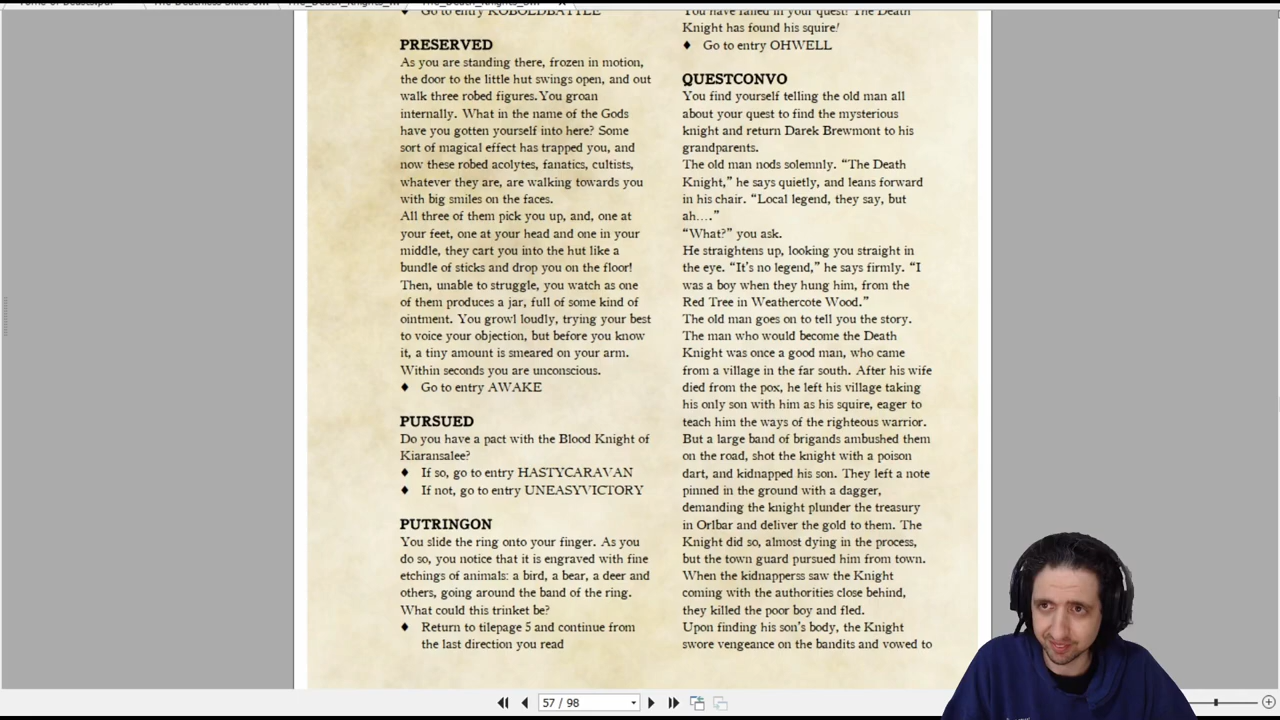 Go to entry KOBOLDBATTLE
PRESERVED
As you are standing there, frozen in motion,
the door to the little hut swings open, and out
walk three robed figures. You groan
internally. What in the name of the Gods
have you gotten yourself into here? Some
sort of magical effect has trapped you, and
now these robed acolytes, fanatics, cultists,
whatever they are, are walking towards you
with big smiles on the faces.
All three of them pick you up, and, one at
your feet, one at your head and one in your
middle, they cart you into the hut like a
bundle of sticks and drop you on the floor!
Then, unable to struggle, you watch as one
of them produces a jar, full of some kind of
ointment. You growl loudly, trying your best
to voice your objection, but before you know
it, a tiny amount is smeared on your arm.
Within seconds you are unconscious.
♦ Go to entry AWAKE
PURSUED
Do you have a pact with the Blood Knight of
Kiaransalee?
♦ If so, go to entry HASTYCARAVAN
♦ If not, go to entry UNEASYVICTORY
PUTRINGON
You slide the ring onto your finger. As you
do so, you notice that it is engraved with fine
etchings of animals: a bird, a bear, a deer and
others, going around the band of the ring.
What could this trinket be?
♦ Return to tilepage 5 and continue from
the last direction you read
You have failed in your quest! The Death
Knight has found his squire!
♦ Go to entry OHWELL
QUESTCONVO
You find yourself telling the old man all
about your quest to find the mysterious
knight and return Darek Brewmont to his
grandparents.
The old man nods solemnly. “The Death
Knight,” he says quietly, and leans forward
in his chair. “Local legend, they say, but
ah….”
“What?” you ask.
He straightens up, looking you straight in
the eye. “It’s no legend,” he says firmly. “I
was a boy when they hung him, from the
Red Tree in Weathercote Wood.”
The old man goes on to tell you the story.
The man who would become the Death
Knight was once a good man, who came
from a village in the far south. After his wife
died from the pox, he left his village taking
his only son with him as his squire, eager to
teach him the ways of the righteous warrior.
But a large band of brigands ambushed them
on the road, shot the knight with a poison
dart, and kidnapped his son. They left a note
pinned in the ground with a dagger,
demanding the knight plunder the treasury
in Orlbar and deliver the gold to them. The
Knight did so, almost dying in the process,
but the town guard pursued him from town.
When the kidnapperss saw the Knight
coming with the authorities close behind,
they killed the poor boy and fled.
Upon finding his son’s body, the Knight
swore vengeance on the bandits and vowed to
57 / 98